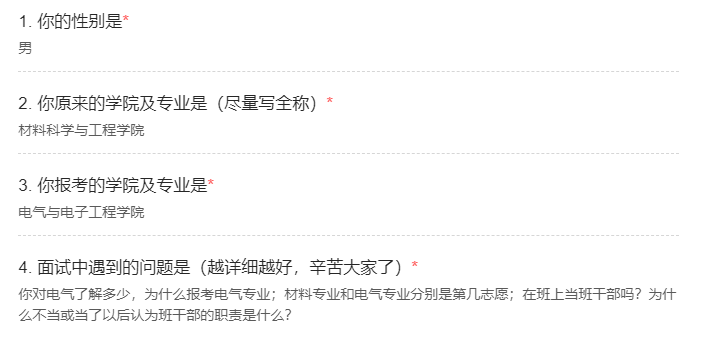 1. 你的性别是*
男
2. 你原来的学院及专业是（尽量写全称）*
材料科学与工程学院
3. 你报考的学院及专业是*
电气与电子工程学院
4. 面试中遇到的问题是（越详细越好，辛苦大家了）*
你对电气了解多少，为什么报考电气专业；材料专业和电气专业分别是第几志愿；在班上当班干部吗？为什
么不当或当了以后认为班干部的职责是什么？